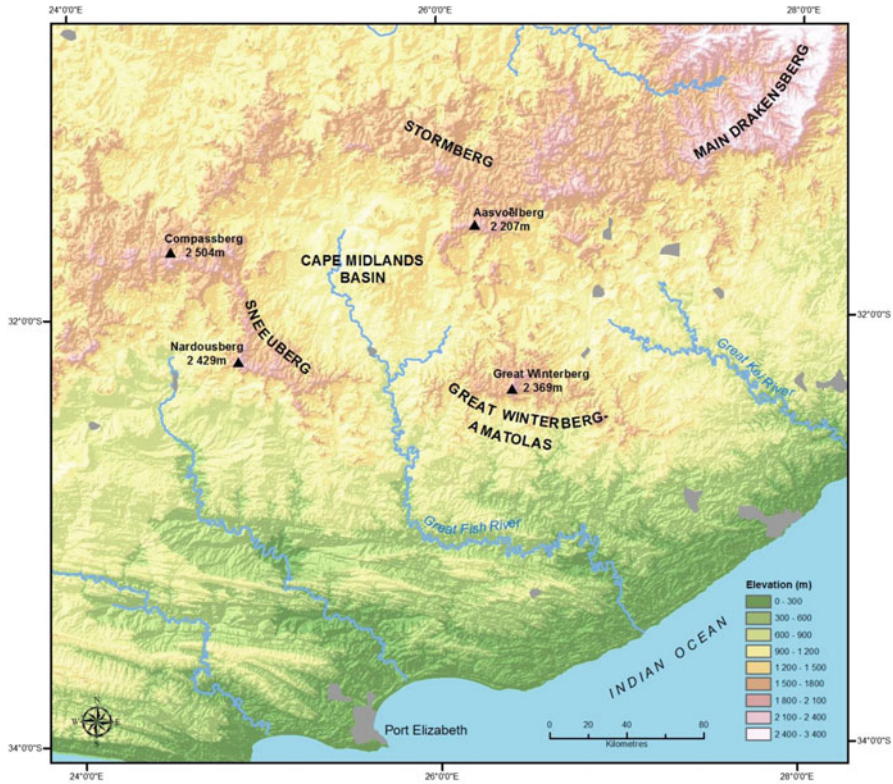 24°0'0"E
26°0'0"E
28°0'0"E
STORMBERG
MAIN DRAKENSBERG
Aasvoëlberg
2 207m
Compassberg
2 504m
CAPE MIDLANDS
BASIN
32°0'0"S
32°0'0"S
SNEEUBERG
Nardousberg
2 429m
Great Winterberg
2 369m
Great Kei River
GREAT WINTERBERG-
AMATOLAS
Great Fish River
Elevation (m)
0 - 300
300 - 600
600 - 900
900 - 1 200
1 200 - 1 500
1 500 - 1800
1 800 - 2 100
2 100 - 2 400
2 400 - 3 400
INDIAN OCEAN
N
W
E
S
Port Elizabeth
0 20 40 60 80
Kilometres
34°0'0"S
34°0'0"S
24°0'0"E
26°0'0"E
28°0'0"E